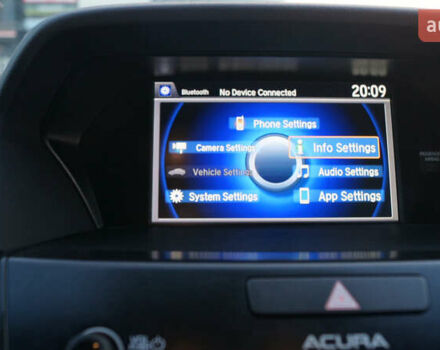 au
Bluetooth No Device Connected 20:09
Phone Settings
Camera Settings Info Settings
Vehicle Settings Audio Settings
System Settings App Settings
ACURA